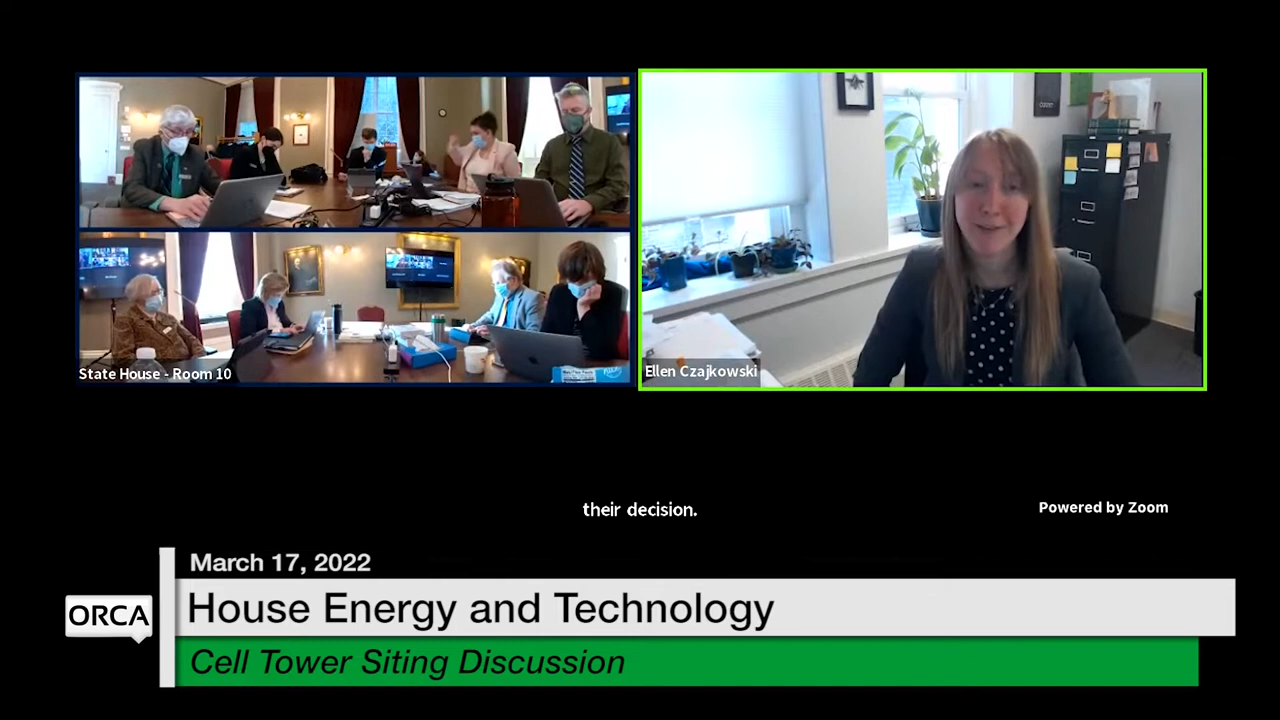 State House - Room 10
Ellen Czajkowski
their decision.
Powered by Zoom
March 17, 2022
ORCA
House Energy and Technology
Cell Tower Siting Discussion